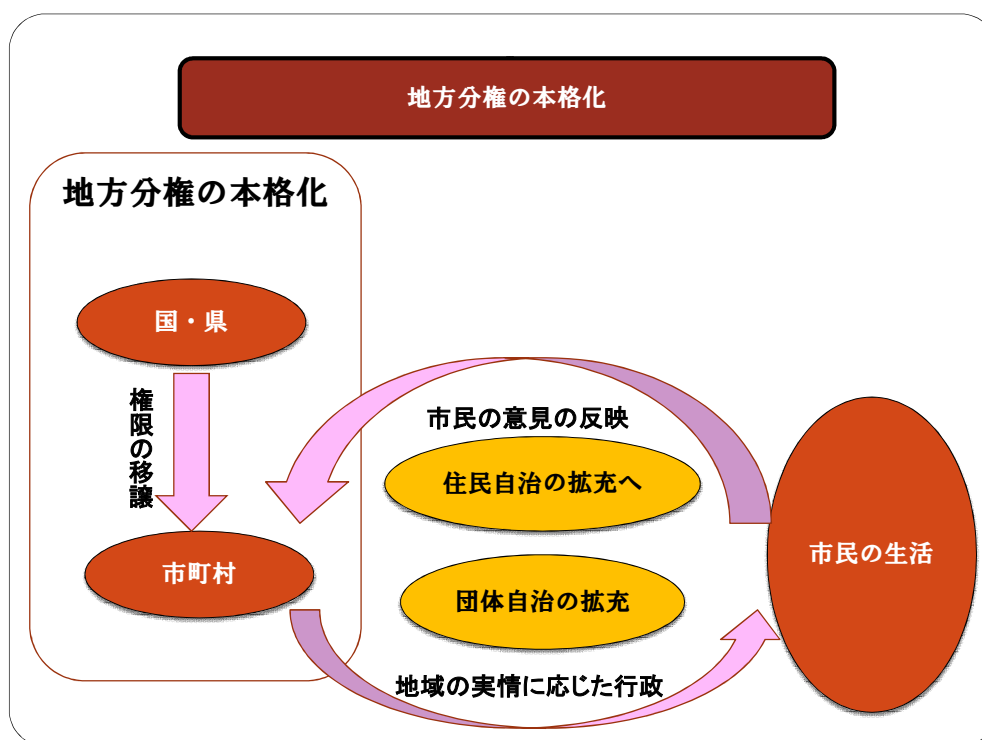 地方分権の本格化
地方分権の本格化
国・県
権限の移譲
市町村
市民の意見の反映
住民自治の拡充へ
団体自治の拡充
地域の実情に応じた行政
市民の生活